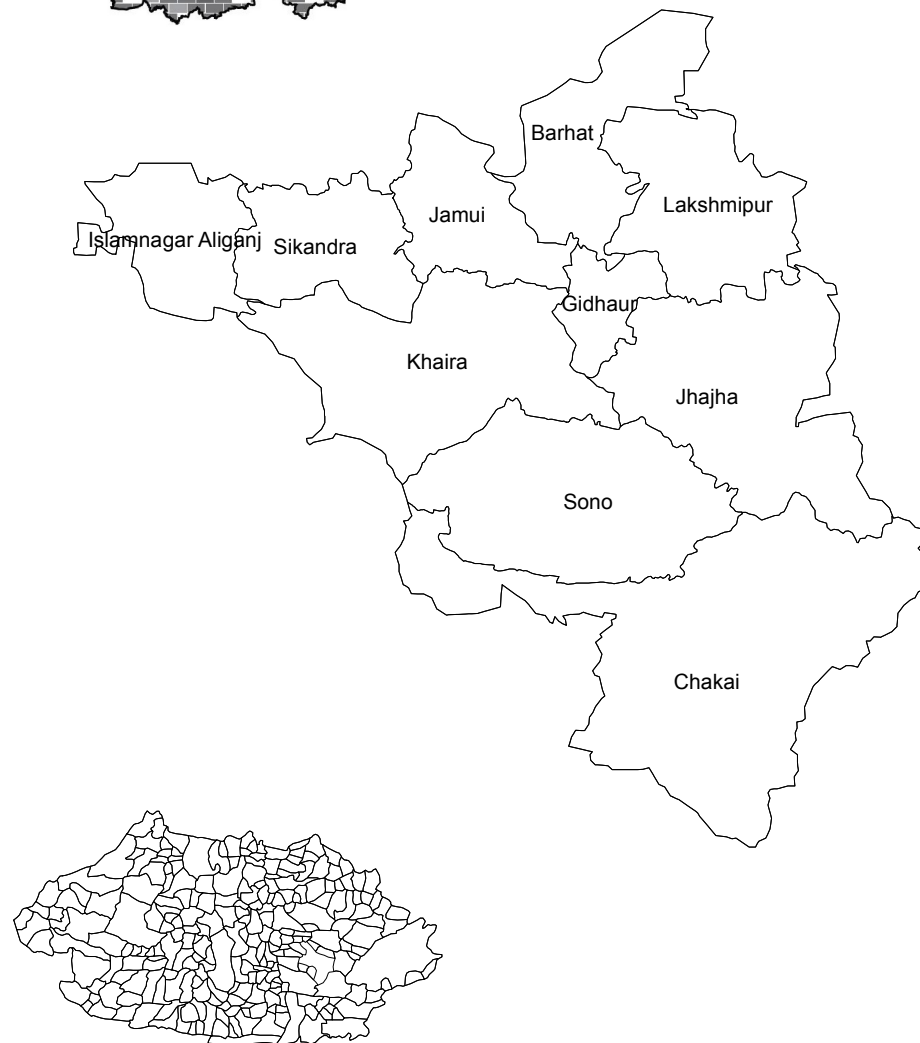 Barhat
Lakshmipur
Jamui
Islamnagar Aliganj
Sikandra
Gidhaur
Khaira
Jhajha
Sono
Chakai